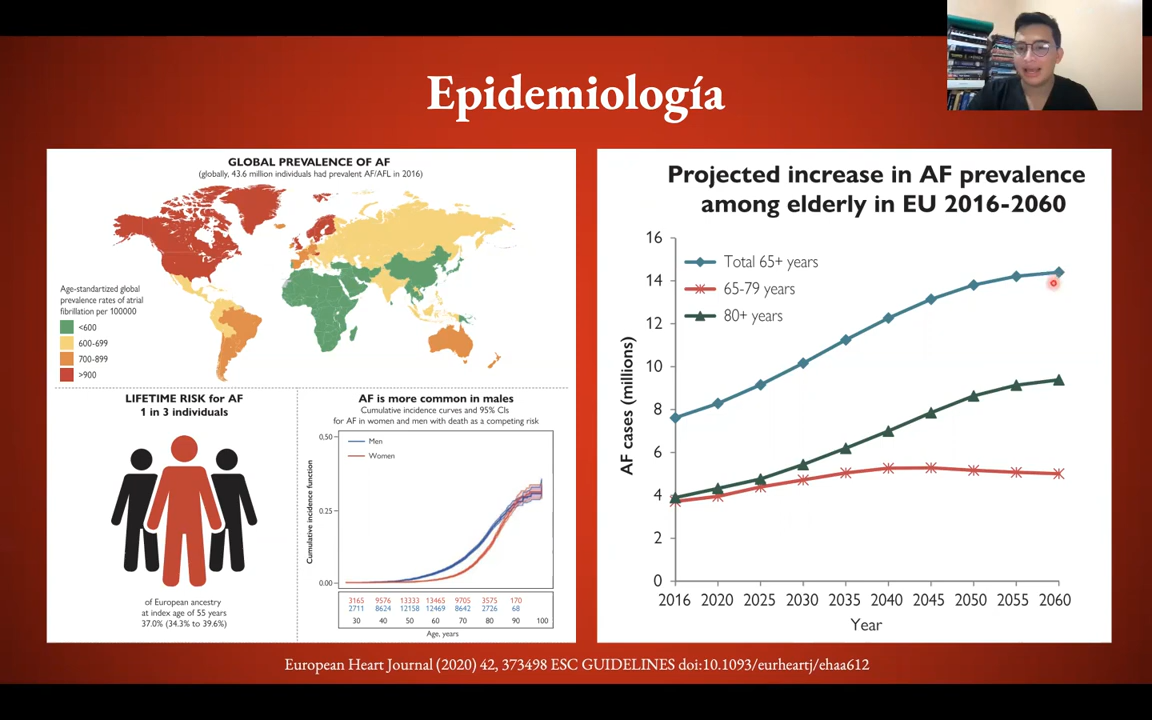 Epidemiología
GLOBAL PREVALENCE OF AF
(globally, 43.6 million individuals had prevalent AF/AFL in 2016)
Age-standartized global
prevalence rates of atrial
fibrillation per 100000
<600
600-699
700-899
>900
LIFETIME RISK for AF
1 in 3 individuals
of European ancestry
at index age of 55 years
37.0% (34.3% to 39.6%)
AF is more common in males
Cumulative incidence curves and 95% CIs
for AF in women and men with death as a competing risk
Cumulative incidence function
0,50
0.25
0.00
Men
Women
3165 9576 13333 13465 9705 3575 170
2711 8624 12158 12469 8642 2726 68
30 40 50 60 70 80 90 100
Age, years
Projected increase in AF prevalence
among elderly in EU 2016-2060
AF cases (millions)
16
14
12
10
8
6
4
2
0
Total 65+ years
65-79 years
80+ years
2016 2020 2025 2030 2035 2040 2045 2050 2055 2060
Year
European Heart Journal (2020) 42, 373498 ESC GUIDELINES doi:10.1093/eurheartj/ehaa612